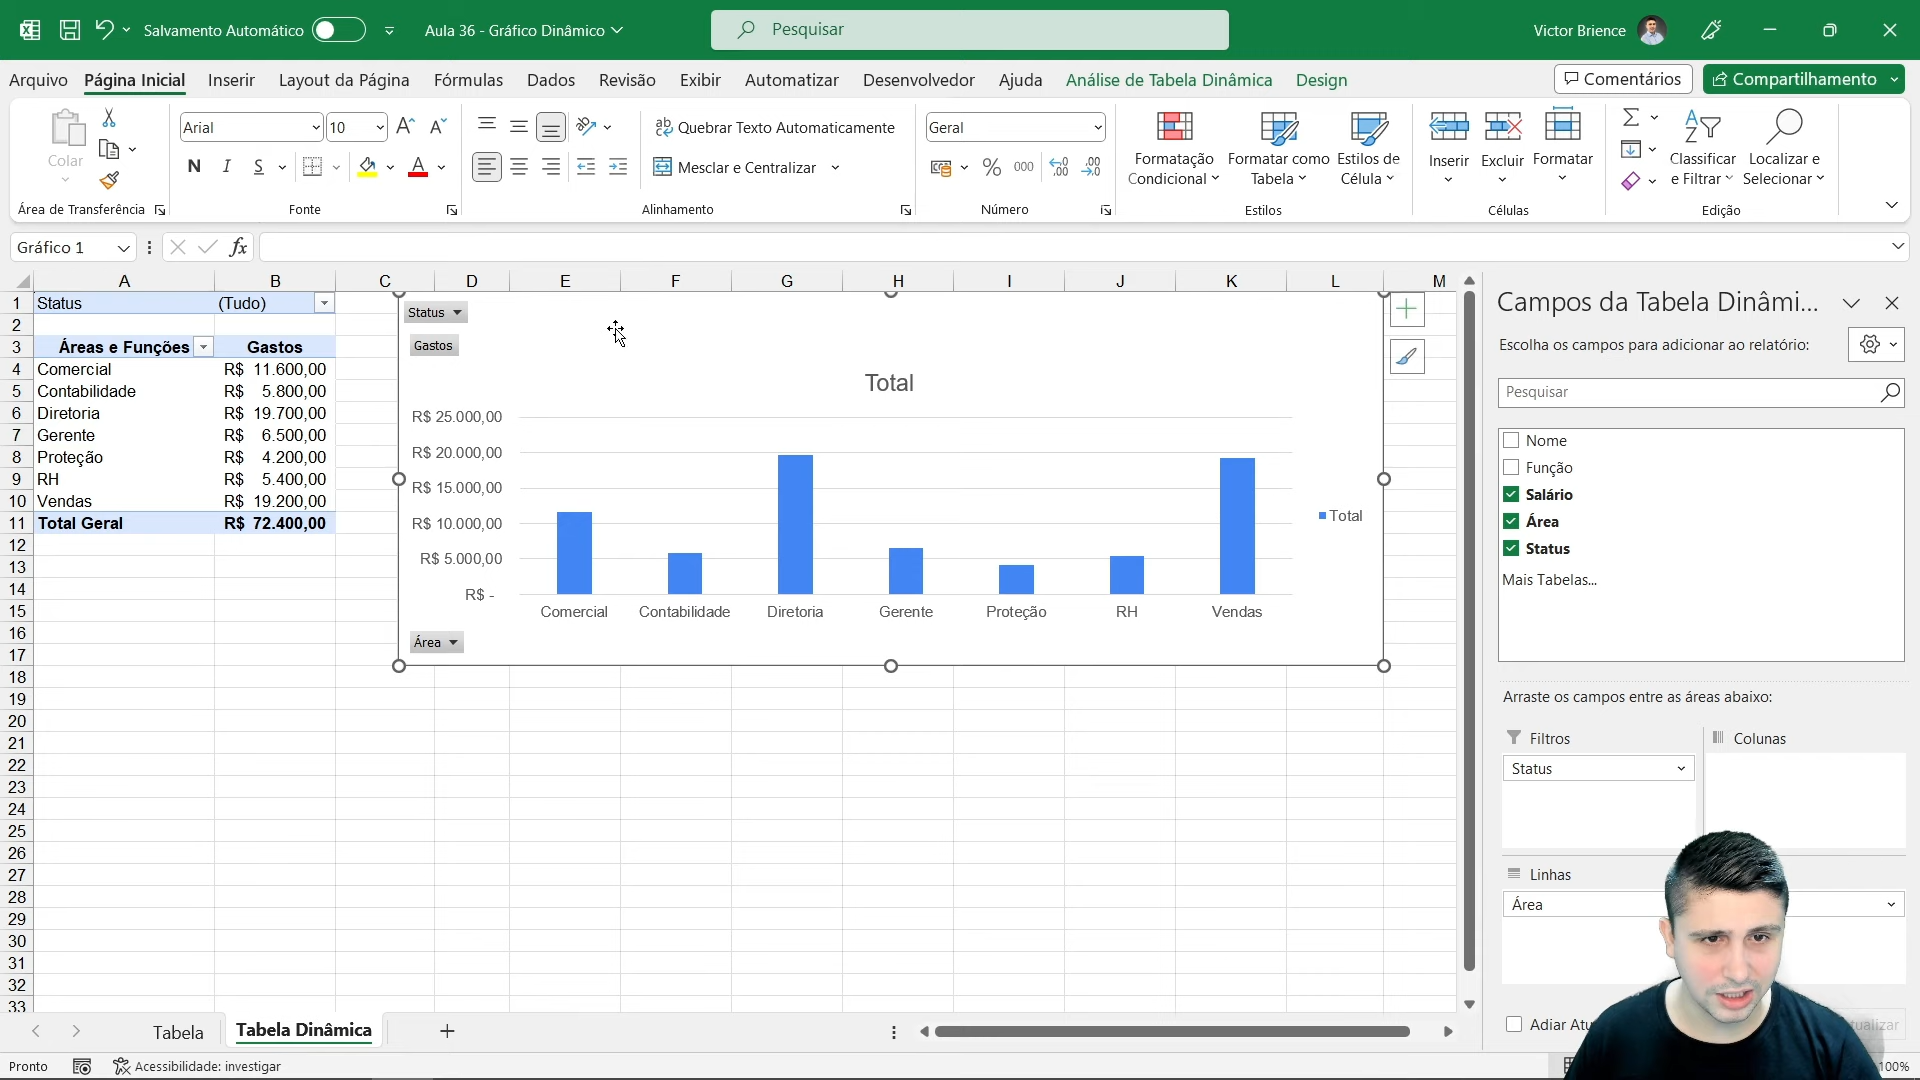 Salvamento Automático
Aula 36 - Gráfico Dinâmico
Pesquisar
Victor Brience
Arquivo Página Inicial Inserir Layout da Página Fórmulas Dados Revisão Exibir Automatizar Desenvolvedor Ajuda Análise de Tabela Dinâmica Design
Comentários Compartilhamento
Colar
Área de Transferência
Arial 10
N I S
Fonte
Quebrar Texto Automaticamente
Mesclar e Centralizar
Alinhamento
Geral
% 000
Número
Formatação Condicional
Formatar como Tabela
Estilos de Célula
Estilos
Inserir Excluir Formatar
Células
Classificar e Filtrar
Localizar e Selecionar
Edição
Gráfico 1 fx
A B C D E F G H I J K L M
1 Status (Tudo)
2
3 Áreas e Funções Gastos
4 Comercial R$ 11.600,00
5 Contabilidade R$ 5.800,00
6 Diretoria R$ 19.700,00
7 Gerente R$ 6.500,00
8 Proteção R$ 4.200,00
9 RH R$ 5.400,00
10 Vendas R$ 19.200,00
11 Total Geral R$ 72.400,00
12
13
14
15
16
17
18
19
20
21
22
23
24
25
26
27
28
29
30
31
32
33
Status
Gastos
Total
R$ 25.000,00
R$ 20.000,00
R$ 15.000,00
R$ 10.000,00
R$ 5.000,00
R$ -
Comercial Contabilidade Diretoria Gerente Proteção RH Vendas
Total
Área
Campos da Tabela Dinâmi...
Escolha os campos para adicionar ao relatório:
Pesquisar
Nome
Função
Salário
Área
Status
Mais Tabelas...
Arraste os campos entre as áreas abaixo:
Filtros Colunas
Status
Linhas
Área
Adiar Atu
ualizar
Tabela Tabela Dinâmica
Pronto Acessibilidade: investigar
100%